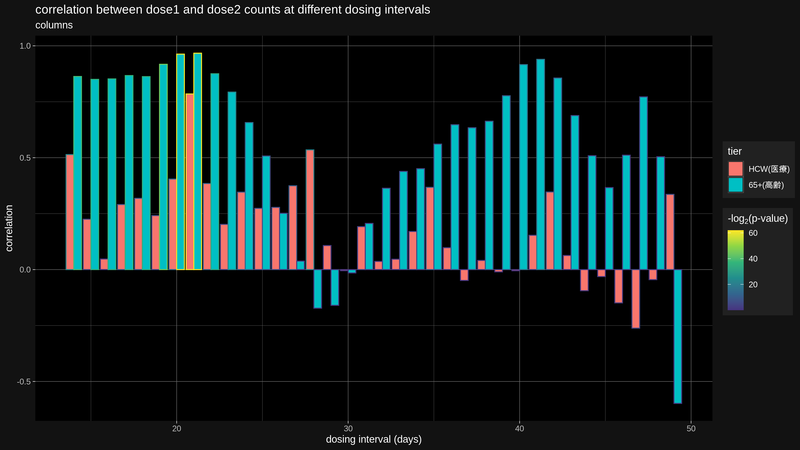 correlation between dose1 and dose2 counts at different dosing intervals
columns
correlation
1.0
0.5
0.0
-0.5
20
30
40
50
dosing interval (days)
tier
HCW(医療)
65+(高齢)
-log2(p-value)
60
40
20